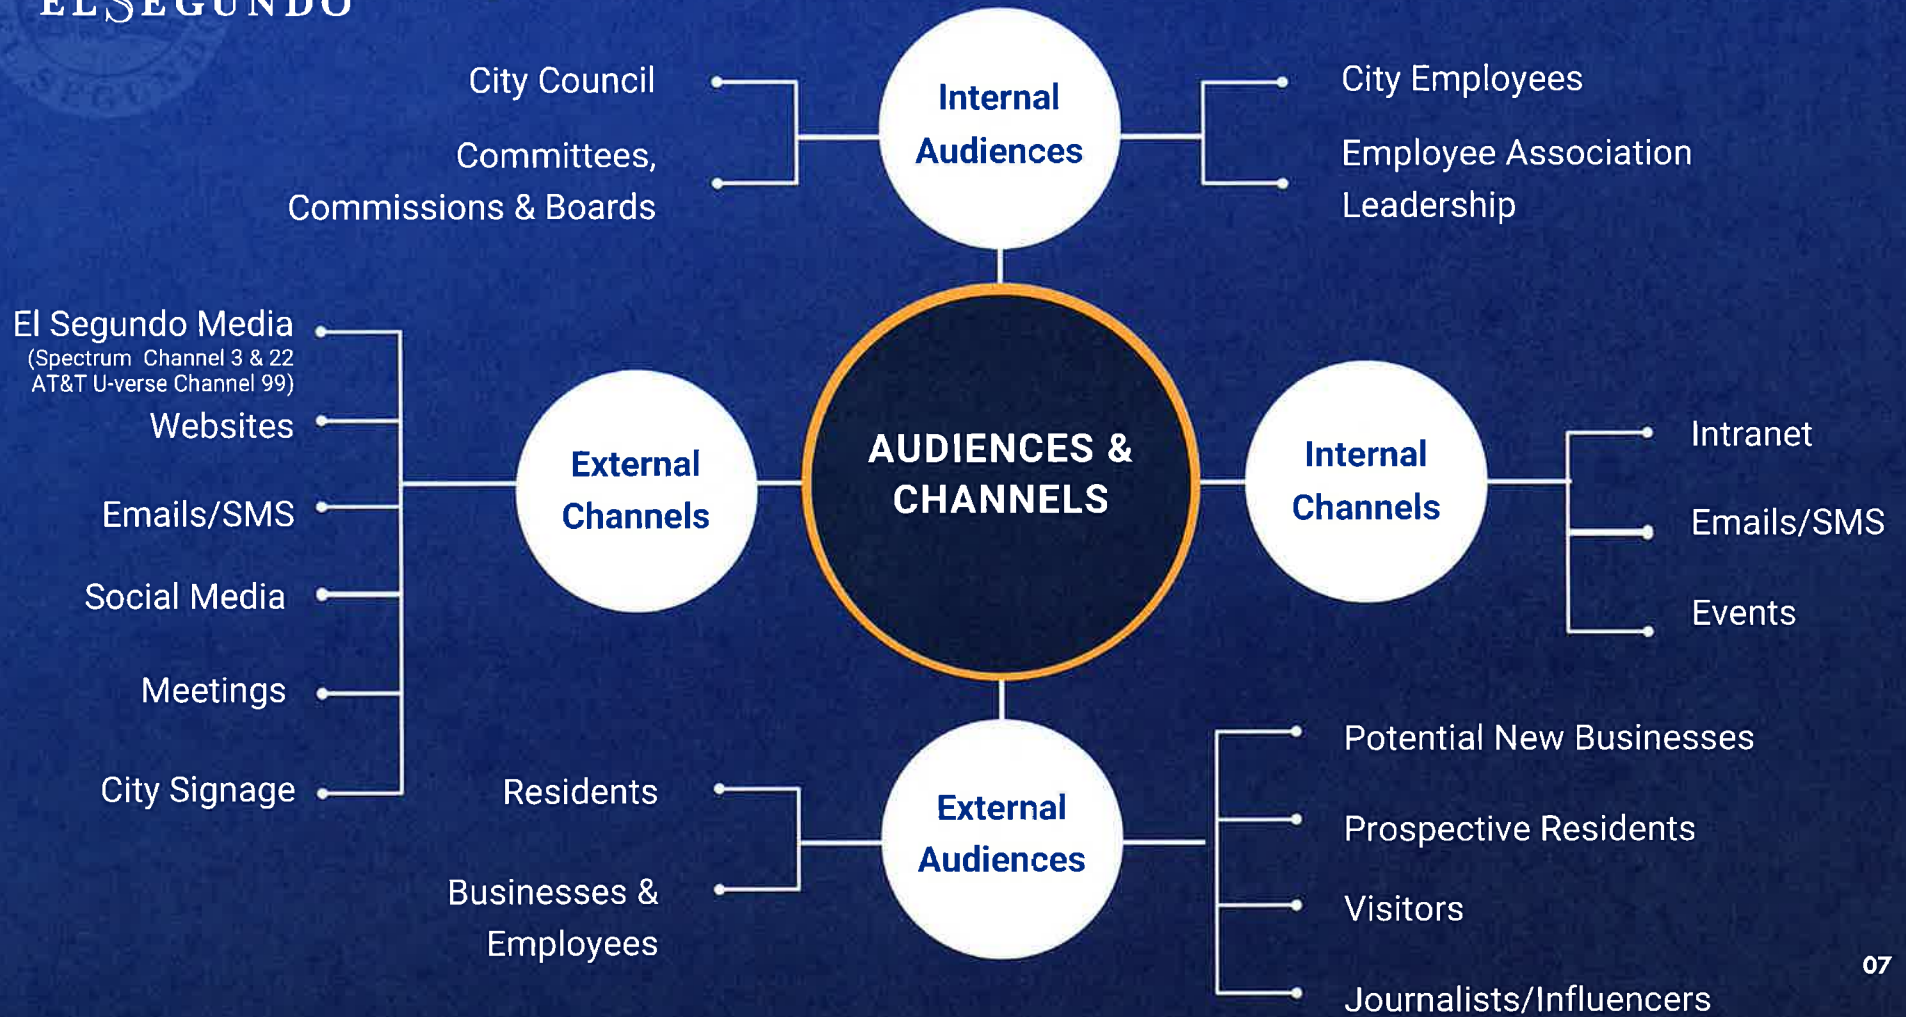 ELSEGUNDO
SEGUNDO
City Council
Committees,
Commissions & Boards
Internal
Audiences
City Employees
Employee Association
Leadership
El Segundo Media
(Spectrum Channel 3 & 22
AT&T U-verse Channel 99)
Websites
Emails/SMS
Social Media
Meetings
City Signage
External
Channels
AUDIENCES &
CHANNELS
Internal
Channels
Intranet
Emails/SMS
Events
Residents
Businesses &
Employees
External
Audiences
Potential New Businesses
Prospective Residents
Visitors
Journalists/Influencers
07